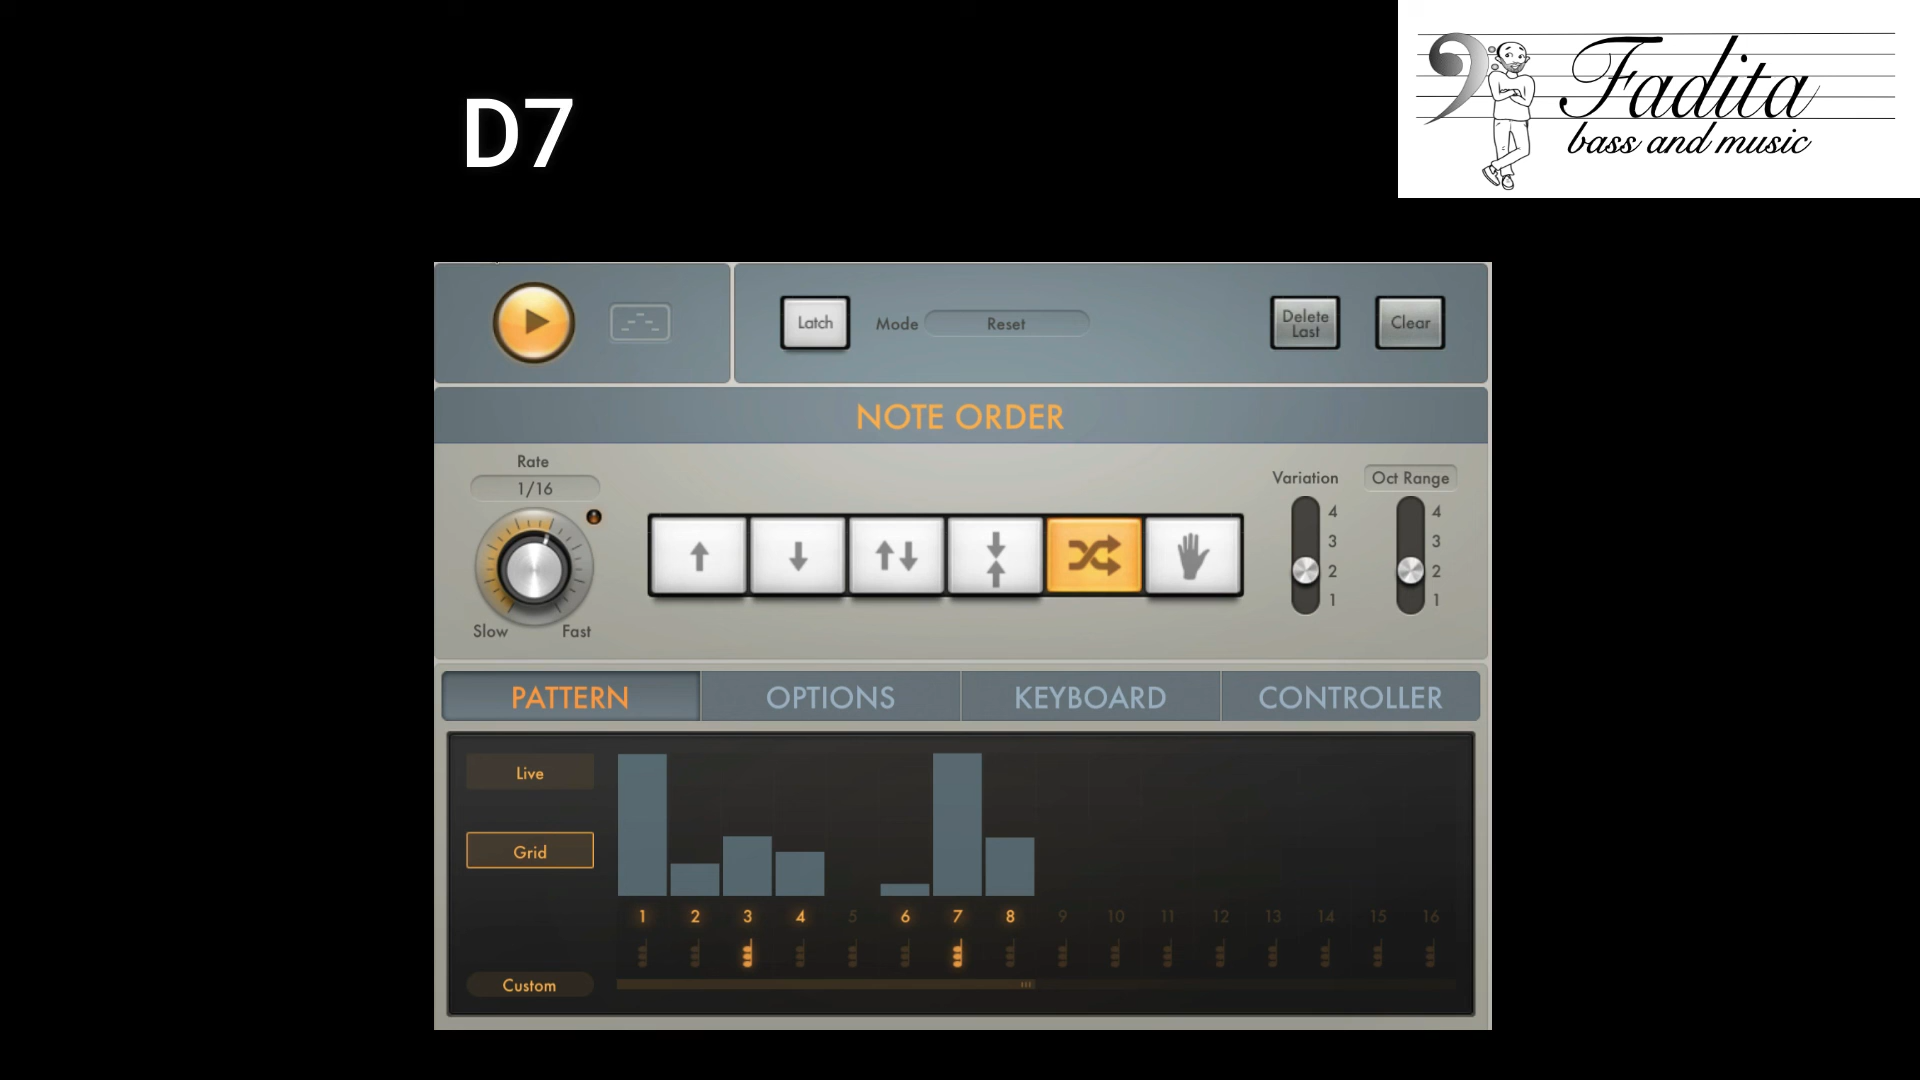 D7
Fadita
bass and music
Latch
Mode
Reset
Delete
Last
Clear
NOTE ORDER
Rate
1/16
Slow
Fast
Variation
4
3
2
1
Oct Range
4
3
2
1
PATTERN
OPTIONS
KEYBOARD
CONTROLLER
Live
Grid
1 2 3 4 5 6 7 8 9 10 11 12 13 14 15 16
Custom